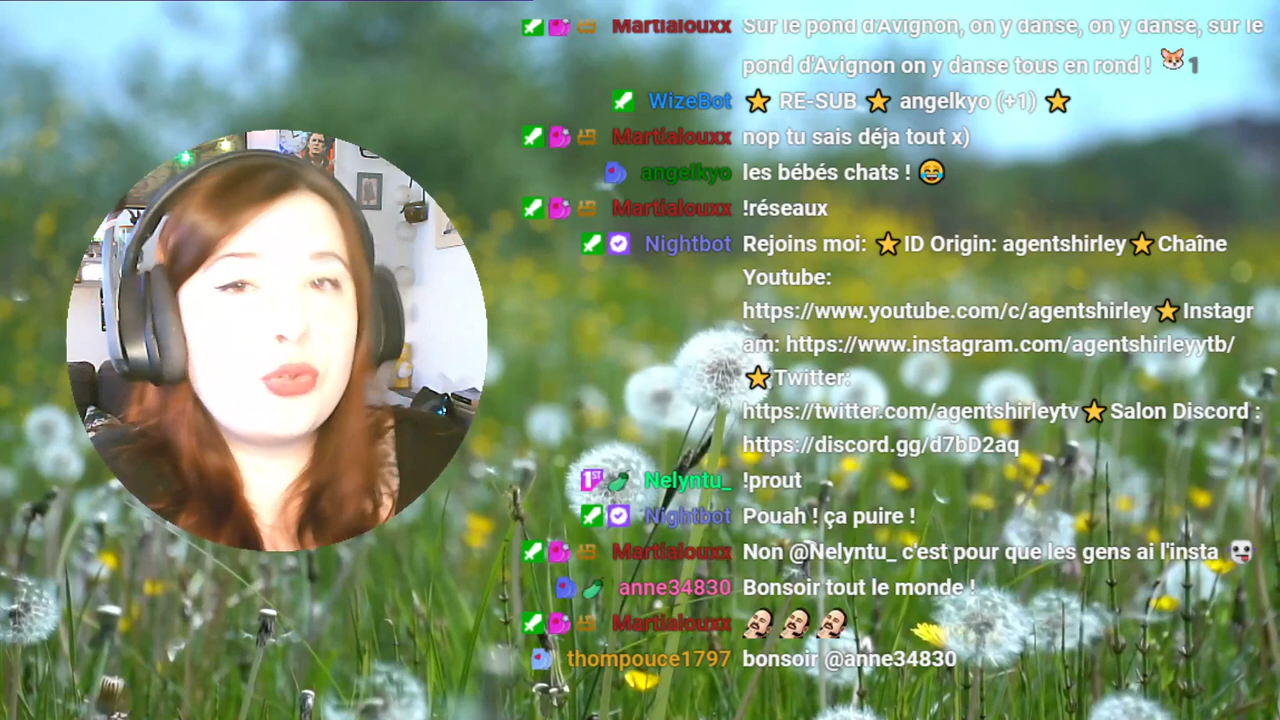 Martialouxx Sur le pond d'Avignon, on y danse, on y danse, sur le
pond d'Avignon on y danse tous en rond ! 1
WizeBot ⭐ RE-SUB ⭐ angelkyo (+1) ⭐
Martialouxx nop tu sais déja tout x)
angelkyo les bébés chats ! 😂
Martialouxx !réseaux
Nightbot Rejoins moi: ⭐ID Origin: agentshirley⭐Chaîne
Youtube:
https://www.youtube.com/c/agentshirley⭐Instagr
am: https://www.instagram.com/agentshirleyytb/
⭐Twitter:
https://twitter.com/agentshirleytv⭐Salon Discord :
https://discord.gg/d7bD2aq
1ST Nelyntu_ !prout
Nightbot Pouah ! ça puire !
Martialouxx Non @Nelyntu_ c'est pour que les gens ai l'insta
anne34830 Bonsoir tout le monde !
Martialouxx
thompouce1797 bonsoir @anne34830